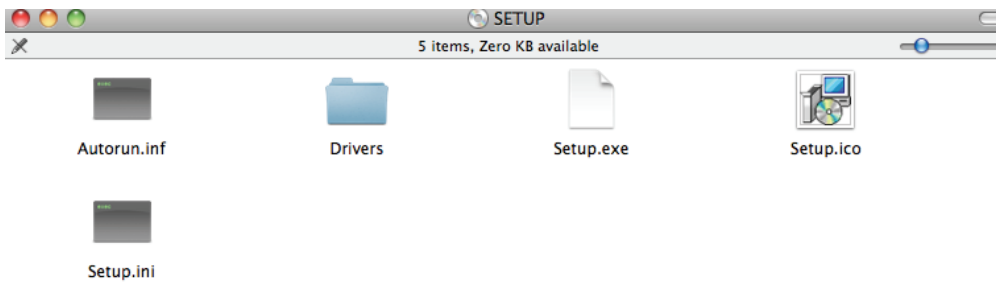 SETUP
5 items, Zero KB available
Autorun.inf
Drivers
Setup.exe
Setup.ico
Setup.ini